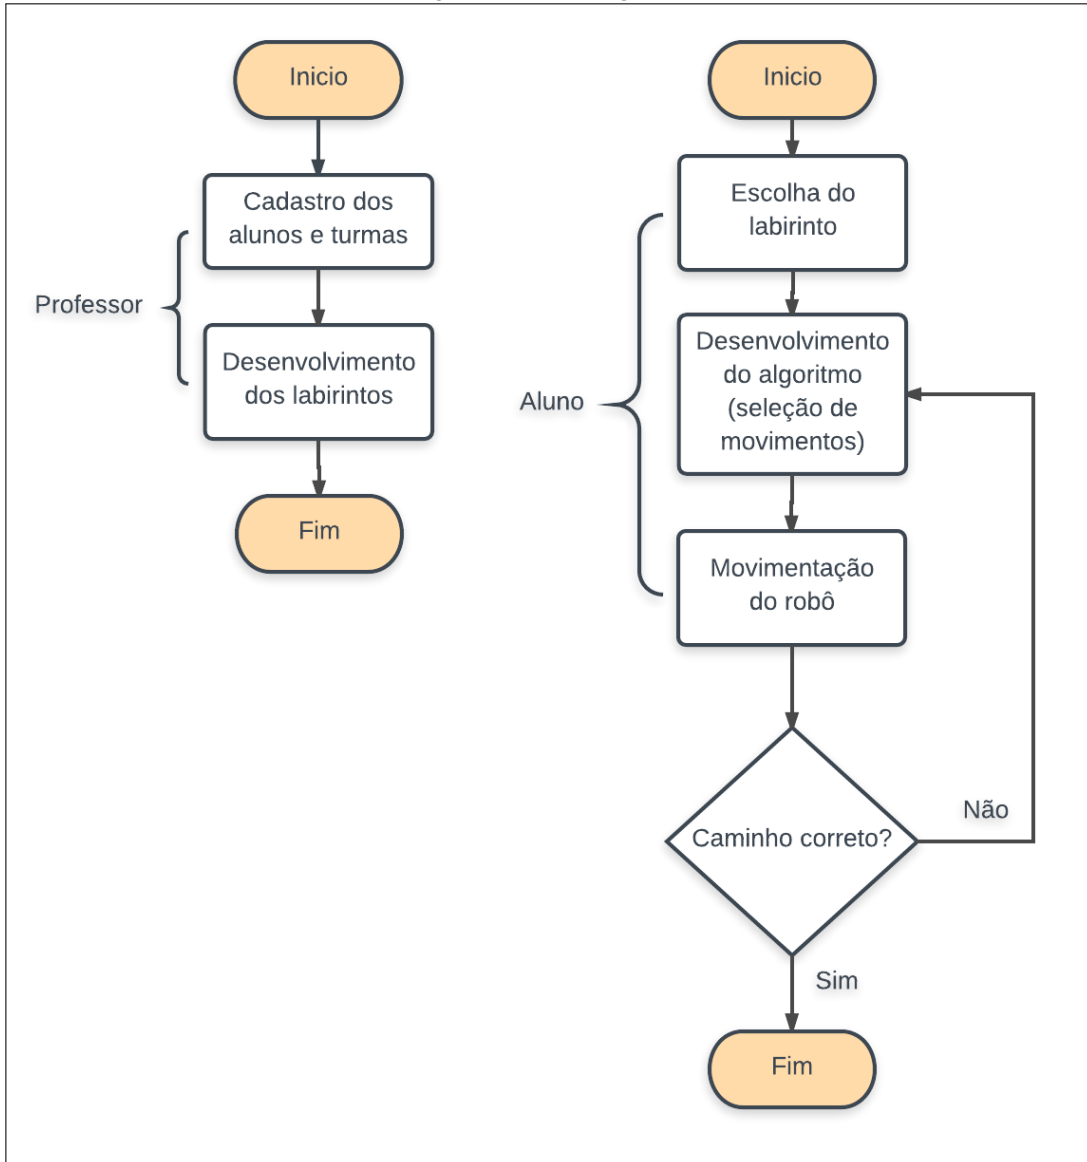 Inicio
Cadastro dos
alunos e turmas
Professor
Desenvolvimento
dos labirintos
Fim
Inicio
Escolha do
labirinto
Desenvolvimento
do algoritmo
(seleção de
movimentos)
Aluno
Movimentação
do robô
Caminho correto?
Não
Sim
Fim